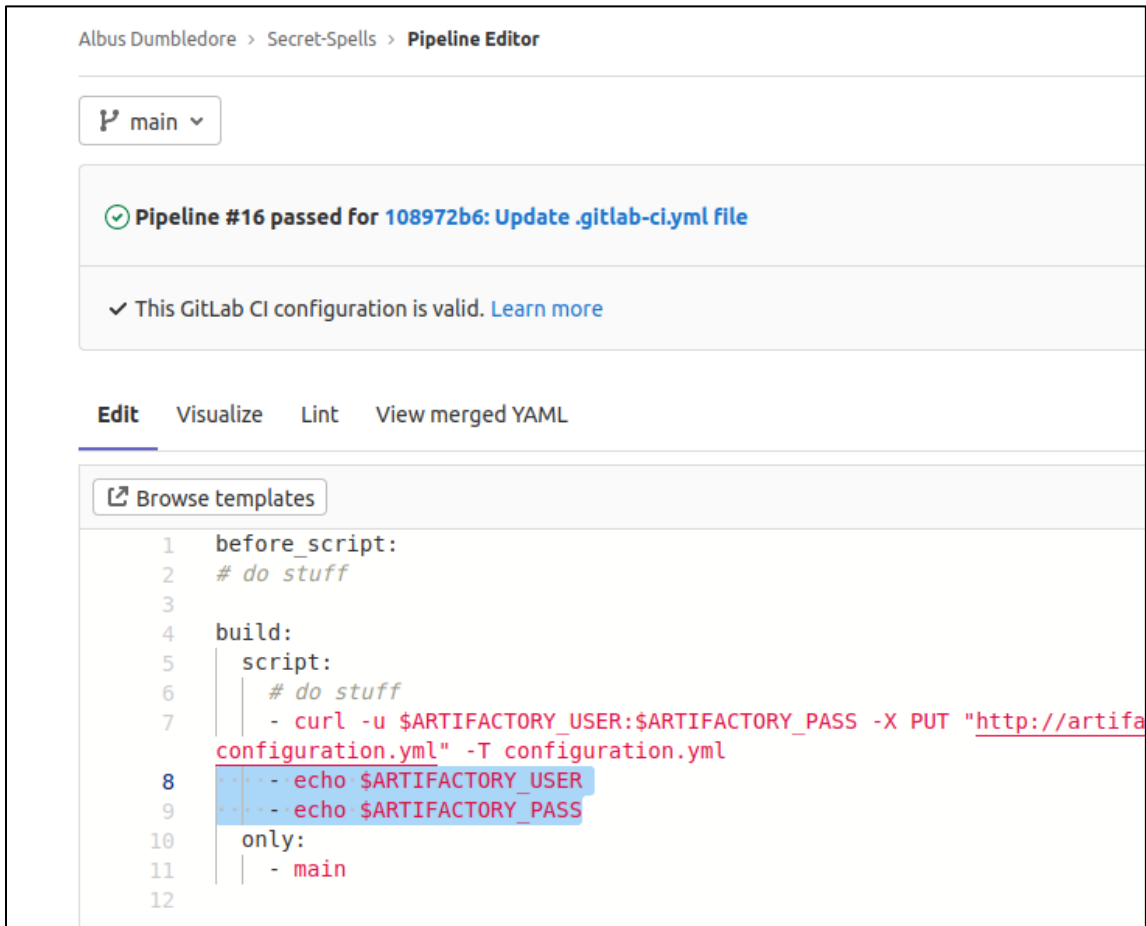 Albus Dumbledore > Secret-Spells > Pipeline Editor
main
Pipeline #16 passed for 108972b6: Update .gitlab-ci.yml file
This GitLab CI configuration is valid. Learn more
Edit Visualize Lint View merged YAML
Browse templates
1 before_script:
2 # do stuff
3
4 build:
5 script:
6 # do stuff
7 - curl -u $ARTIFACTORY_USER:$ARTIFACTORY_PASS -X PUT "http://artifa
configuration.yml" -T configuration.yml
8 - echo $ARTIFACTORY_USER
9 - echo $ARTIFACTORY_PASS
10 only:
11 - main
12